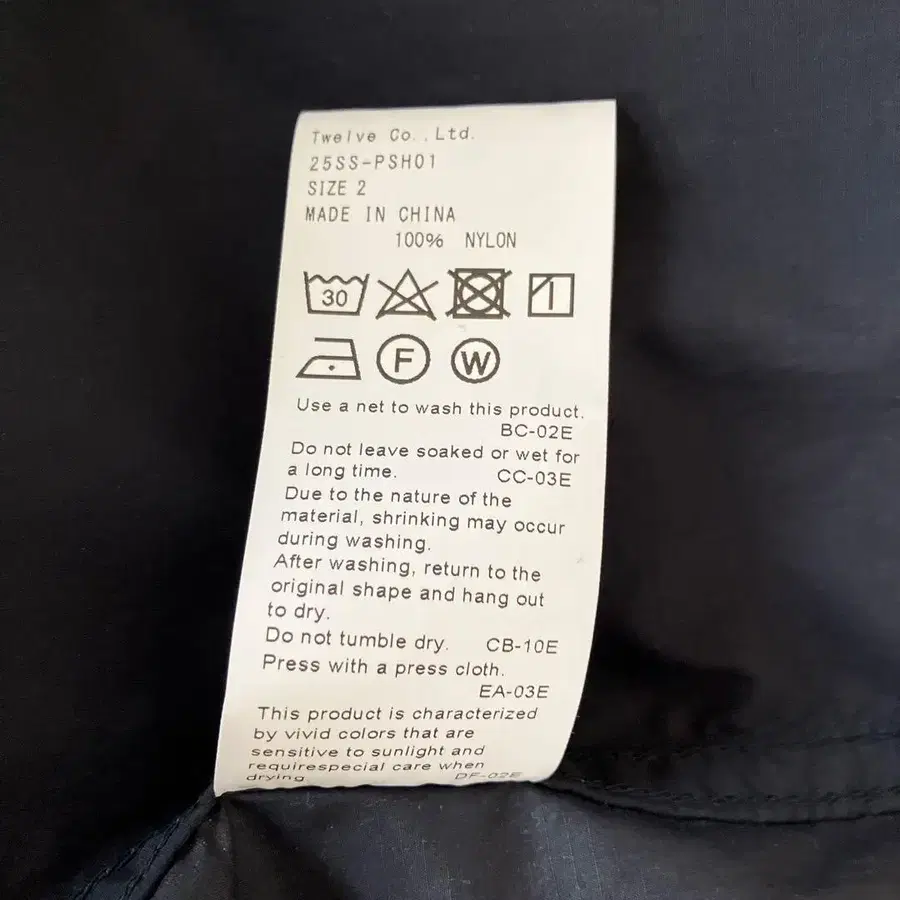 Twelve Co.,Ltd.
25SS-PSH01
SIZE 2
MADE IN CHINA
100% NYLON
30
F
W
Use a net to wash this product.
BC-02E
Do not leave soaked or wet for
a long time. CC-03E
Due to the nature of the
material, shrinking may occur
during washing.
After washing, return to the
original shape and hang out
to dry.
Do not tumble dry. CB-10E
Press with a press cloth.
EA-03E
This product is characterized
by vivid colors that are
sensitive to sunlight and
requirespecial care when
drying DF-02E